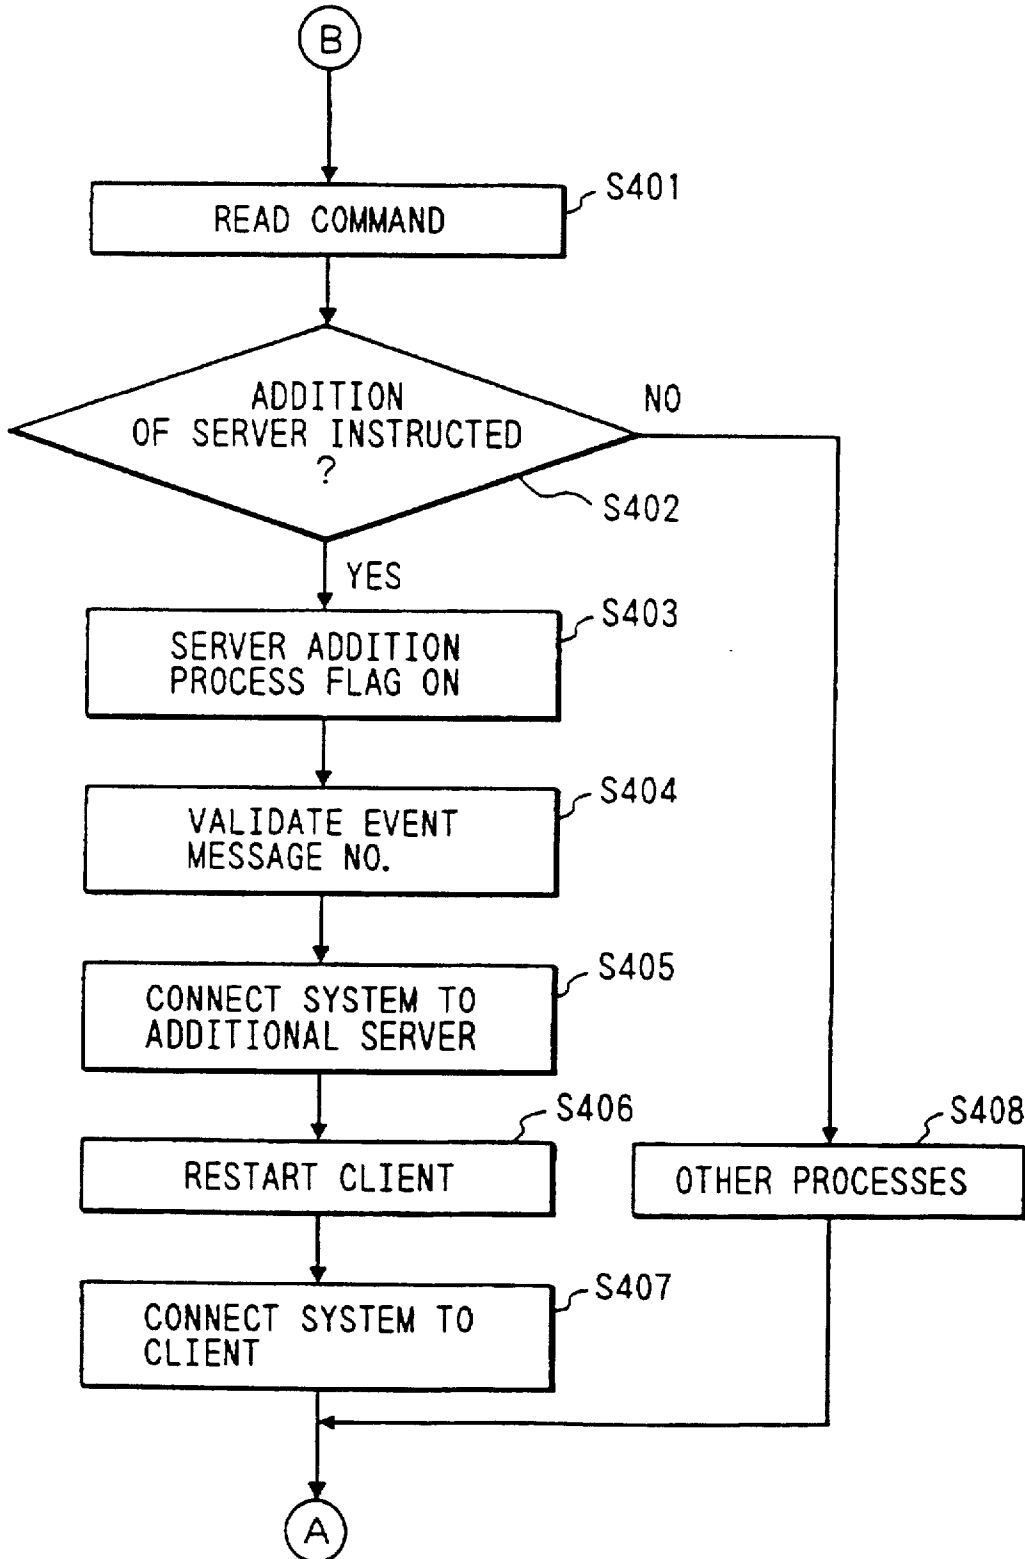 B
S401
READ COMMAND
ADDITION
OF SERVER INSTRUCTED
?
NO
S402
YES
S403
SERVER ADDITION
PROCESS FLAG ON
S404
VALIDATE EVENT
MESSAGE NO.
S405
CONNECT SYSTEM TO
ADDITIONAL SERVER
S406
RESTART CLIENT
S408
OTHER PROCESSES
S407
CONNECT SYSTEM TO
CLIENT
A